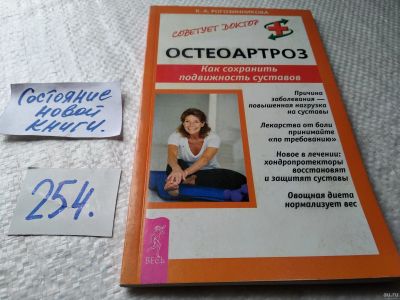 К. А. РОГОЖИННИКОВА
СОВЕТУЕТ ДОКТОР
ОСТЕОАРТРОЗ
Как сохранить
подвижность суставов
Причина
заболевания —
повышенная нагрузка
на суставы
Лекарства от боли
принимайте
«по требованию»
Новое в лечении:
хондропротекторы
восстановят
и защитят суставы
Овощная диета
нормализует вес
ВЕСЬ
Состояние
новой
книги.
254.
au.ru